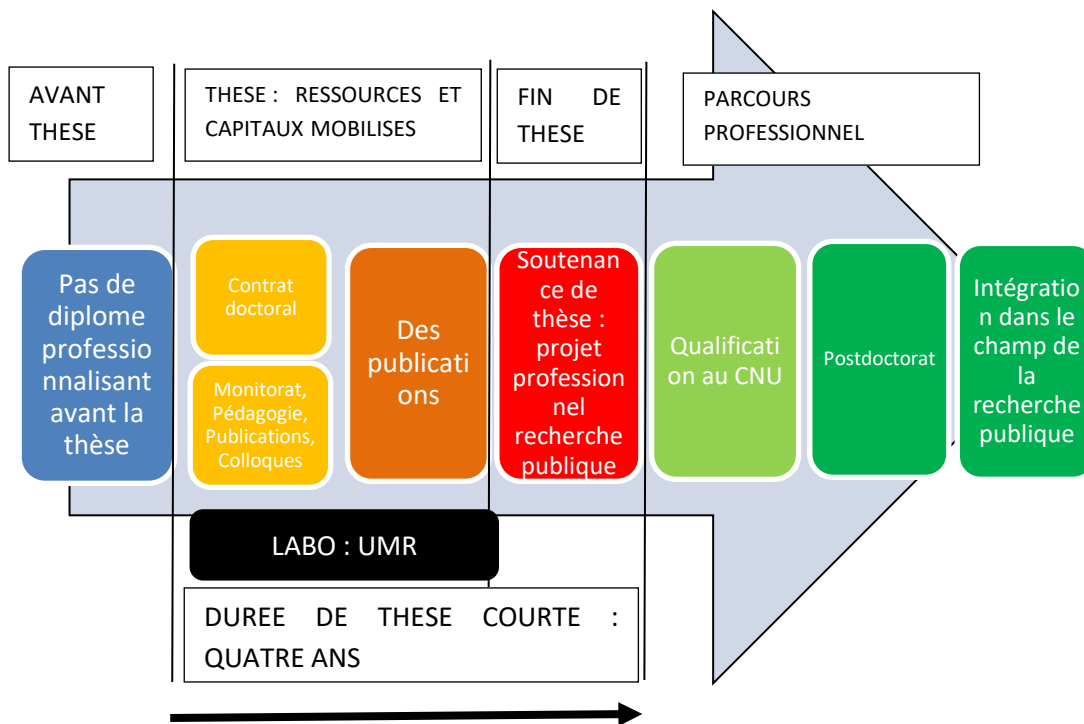 AVANT
THESE
THESE : RESSOURCES ET
CAPITAUX MOBILISES
FIN DE
THESE
PARCOURS
PROFESSIONNEL
Pas de
diplome
professio
nnalisant
avant la
thèse
Contrat
doctoral
Monitorat,
Pédagogie,
Publications,
Colloques
Des
publicati
ons
Soutenan
ce de
thèse :
projet
profession
nel
recherche
publique
Qualificati
on au CNU
Postdoctorat
Intégratio
n dans le
champ de
la
recherche
publique
LABO : UMR
DUREE DE THESE COURTE :
QUATRE ANS